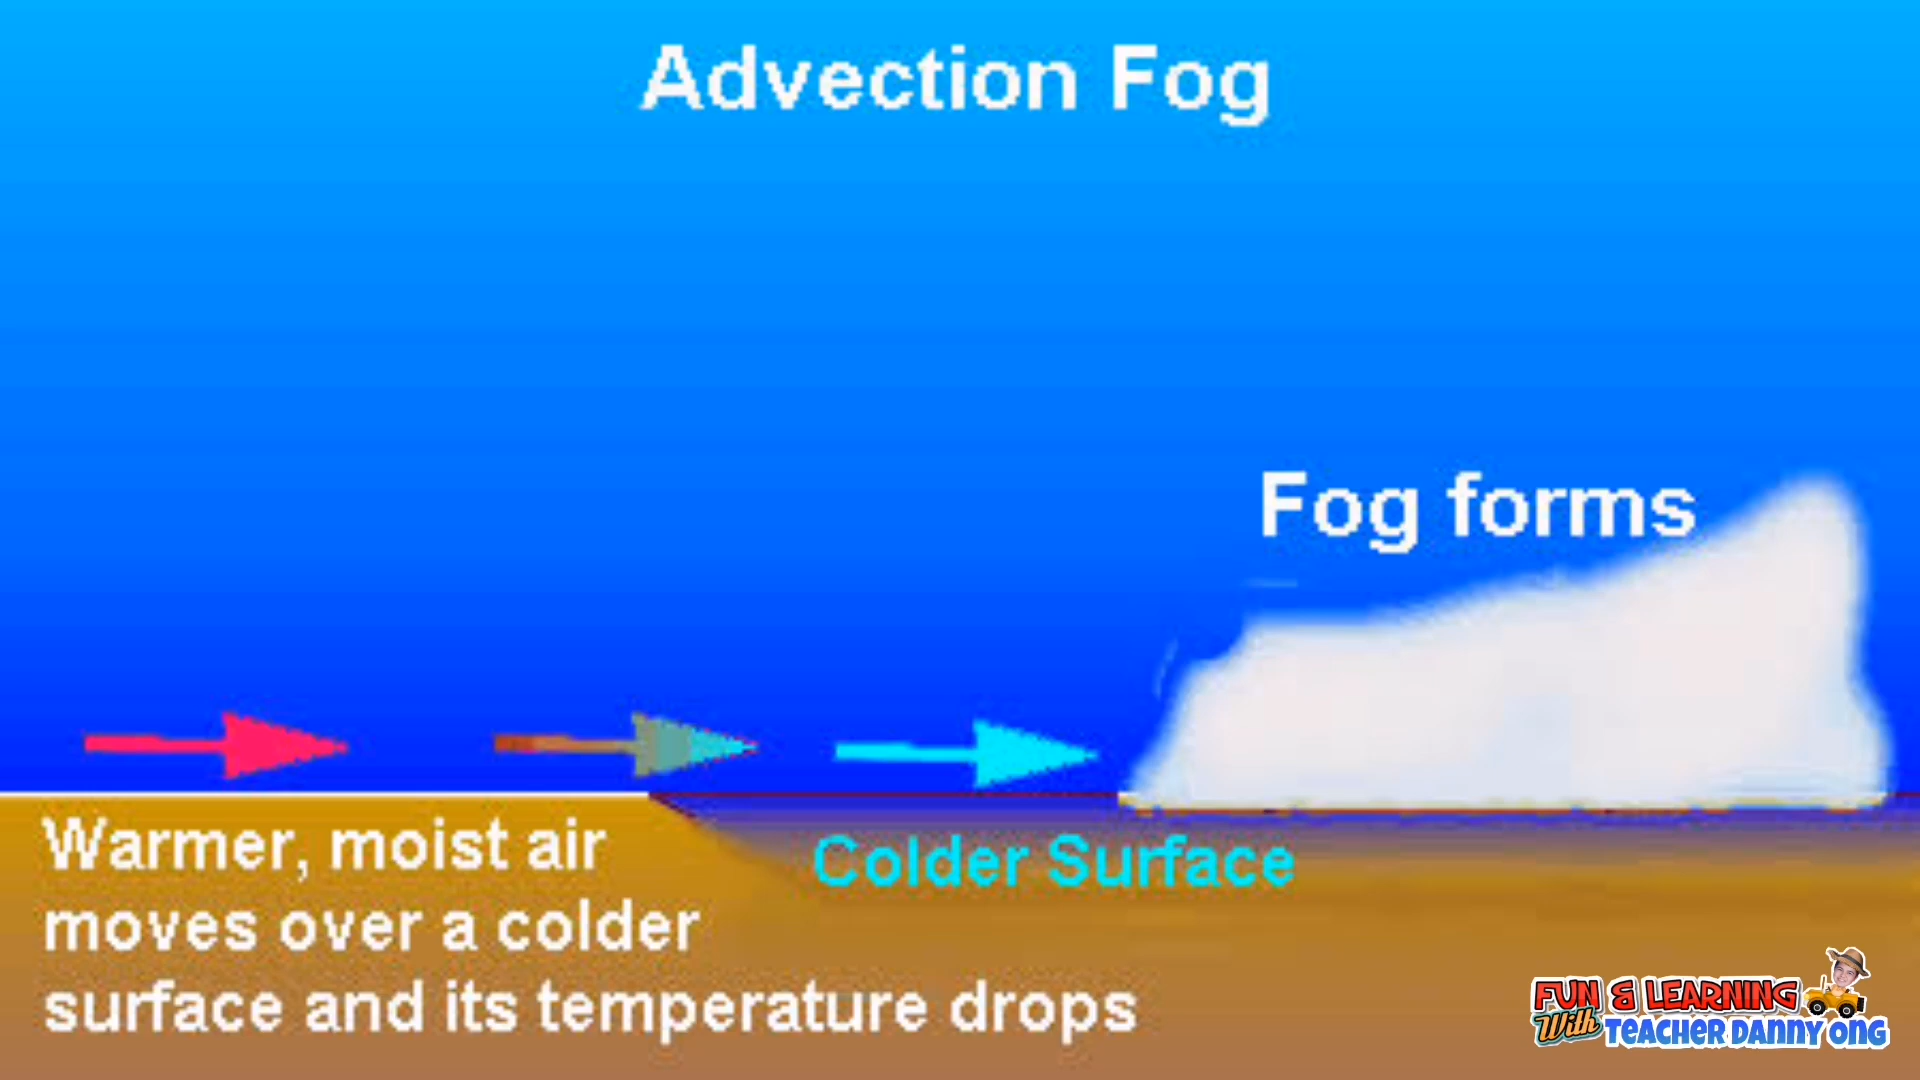 Advection Fog
Fog forms
Warmer, moist air
moves over a colder
surface and its temperature drops
Colder Surface
FUN & LEARNING
With TEACHER DANNY ONG